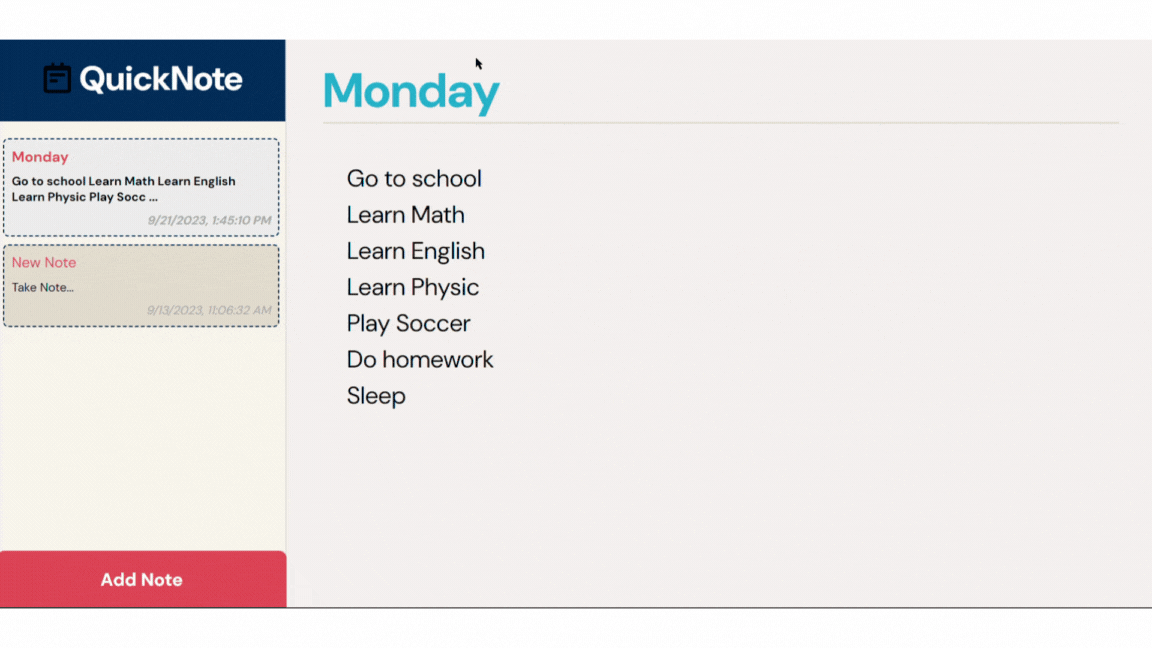 QuickNote
Monday
Go to school Learn Math Learn English
Learn Physic Play Socc ...
9/21/2023, 1:45:10 PM
New Note
Take Note...
9/13/2023, 11:06:32 AM
Add Note
Monday
Go to school
Learn Math
Learn English
Learn Physic
Play Soccer
Do homework
Sleep